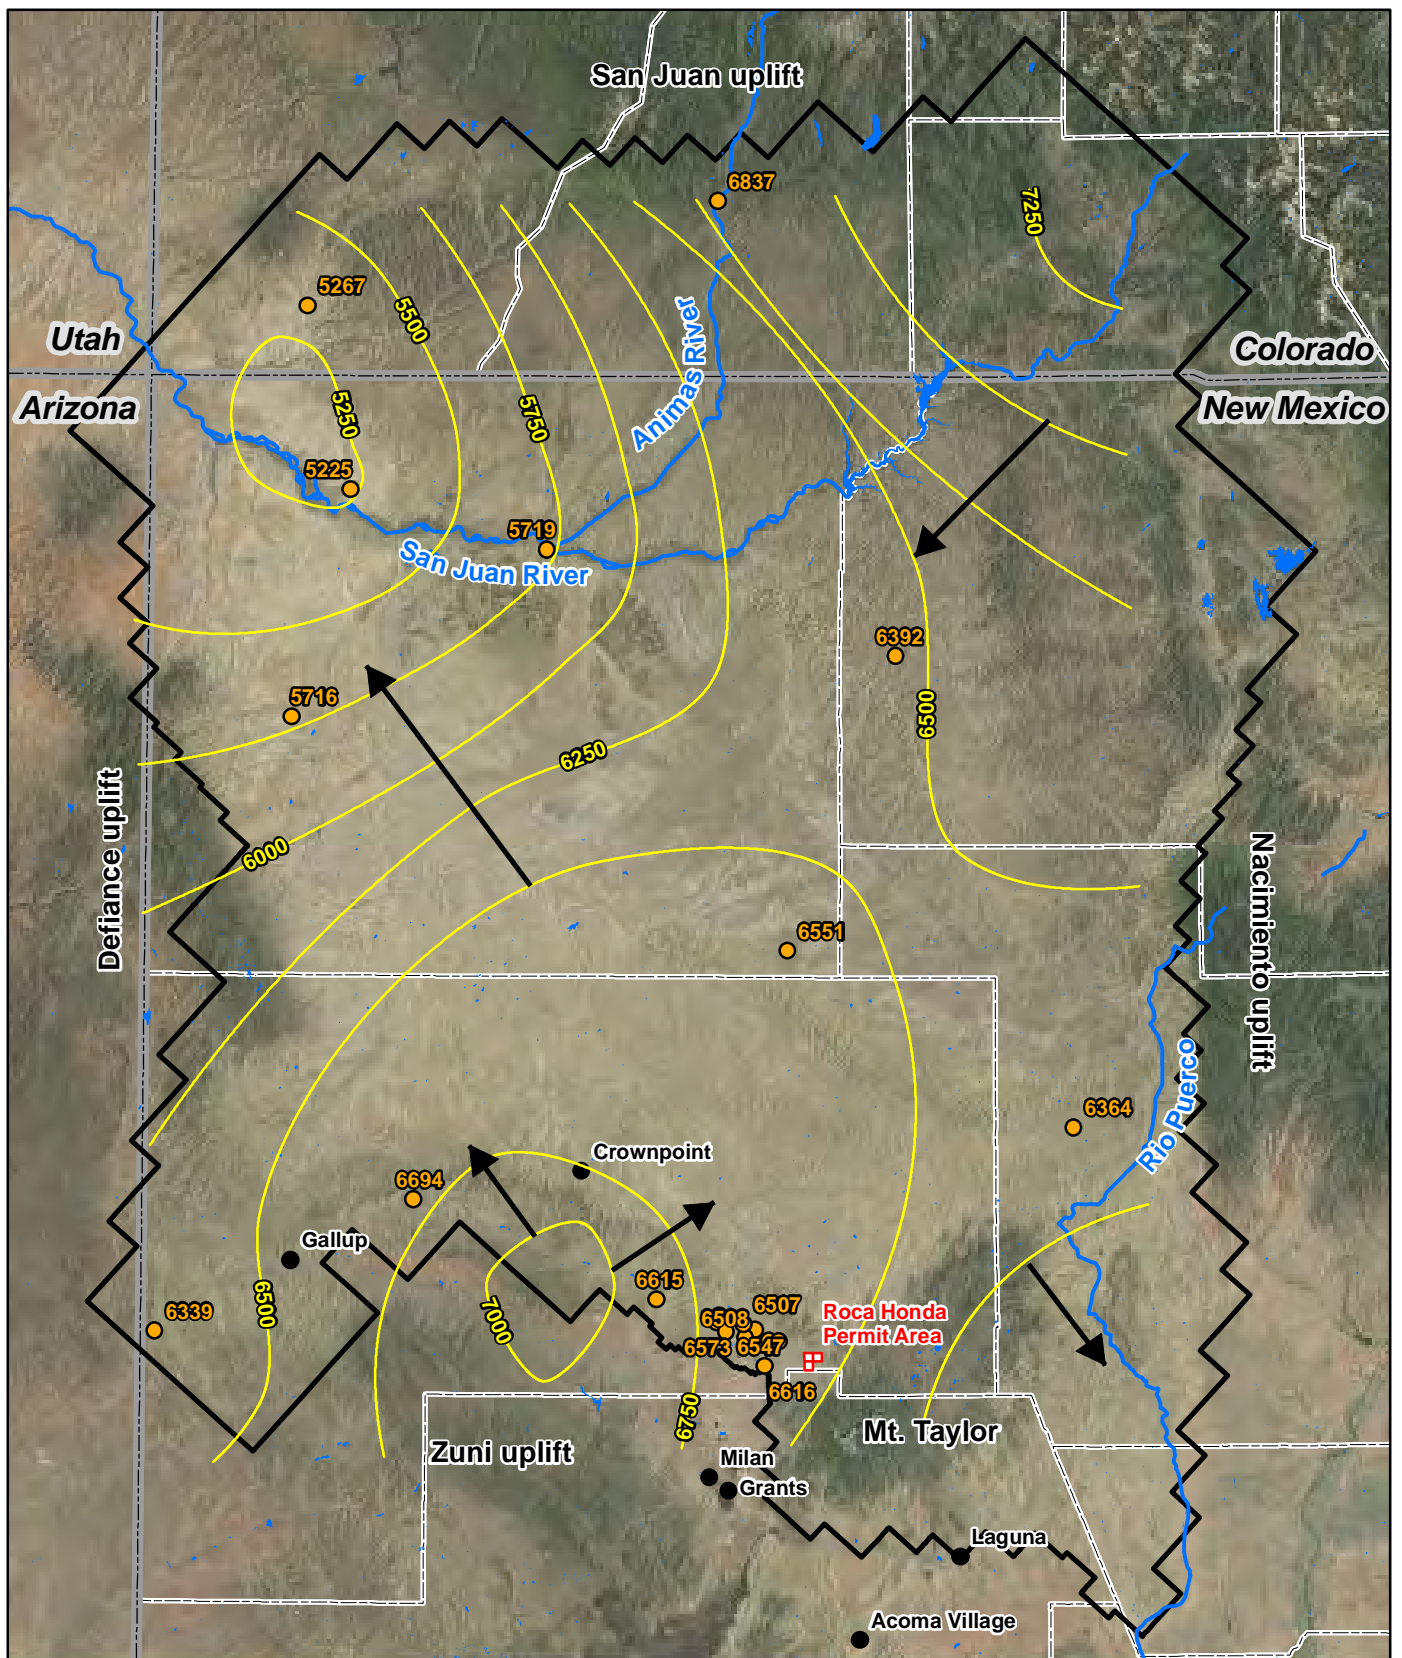 San Juan uplift
6837
7250
5267
5500
Utah
Colorado
Arizona
New Mexico
5250
5750
Animas River
5225
5719
San Juan River
6392
5716
6500
6250
6000
Defiance uplift
Nacimiento uplift
6551
Rio Puerco
6364
Crownpoint
6694
Gallup
6339
6500
7000
6615
6508
6507
Roca Honda
Permit Area
6573
6547
6616
6750
Mt. Taylor
Zuni uplift
Milan
Grants
Laguna
Acoma Village